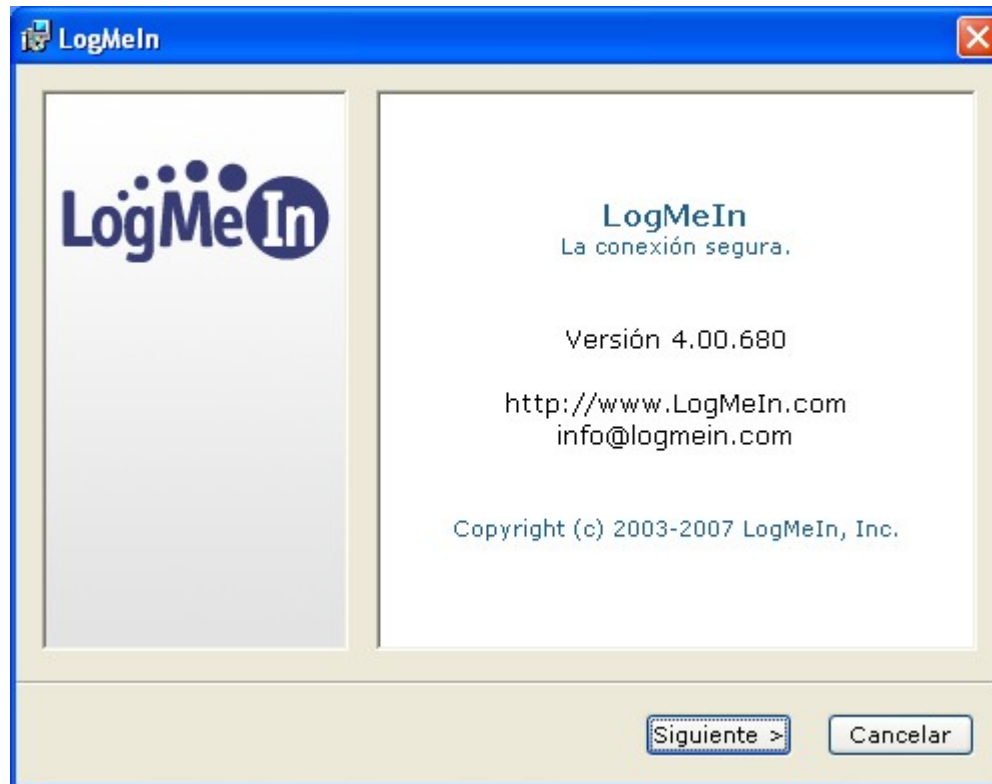 LogMeIn
LogMeIn
LogMeIn
La conexión segura.
Versión 4.00.680
http://www.LogMeIn.com
info@logmein.com
Copyright (c) 2003-2007 LogMeIn, Inc.
Siguiente >
Cancelar